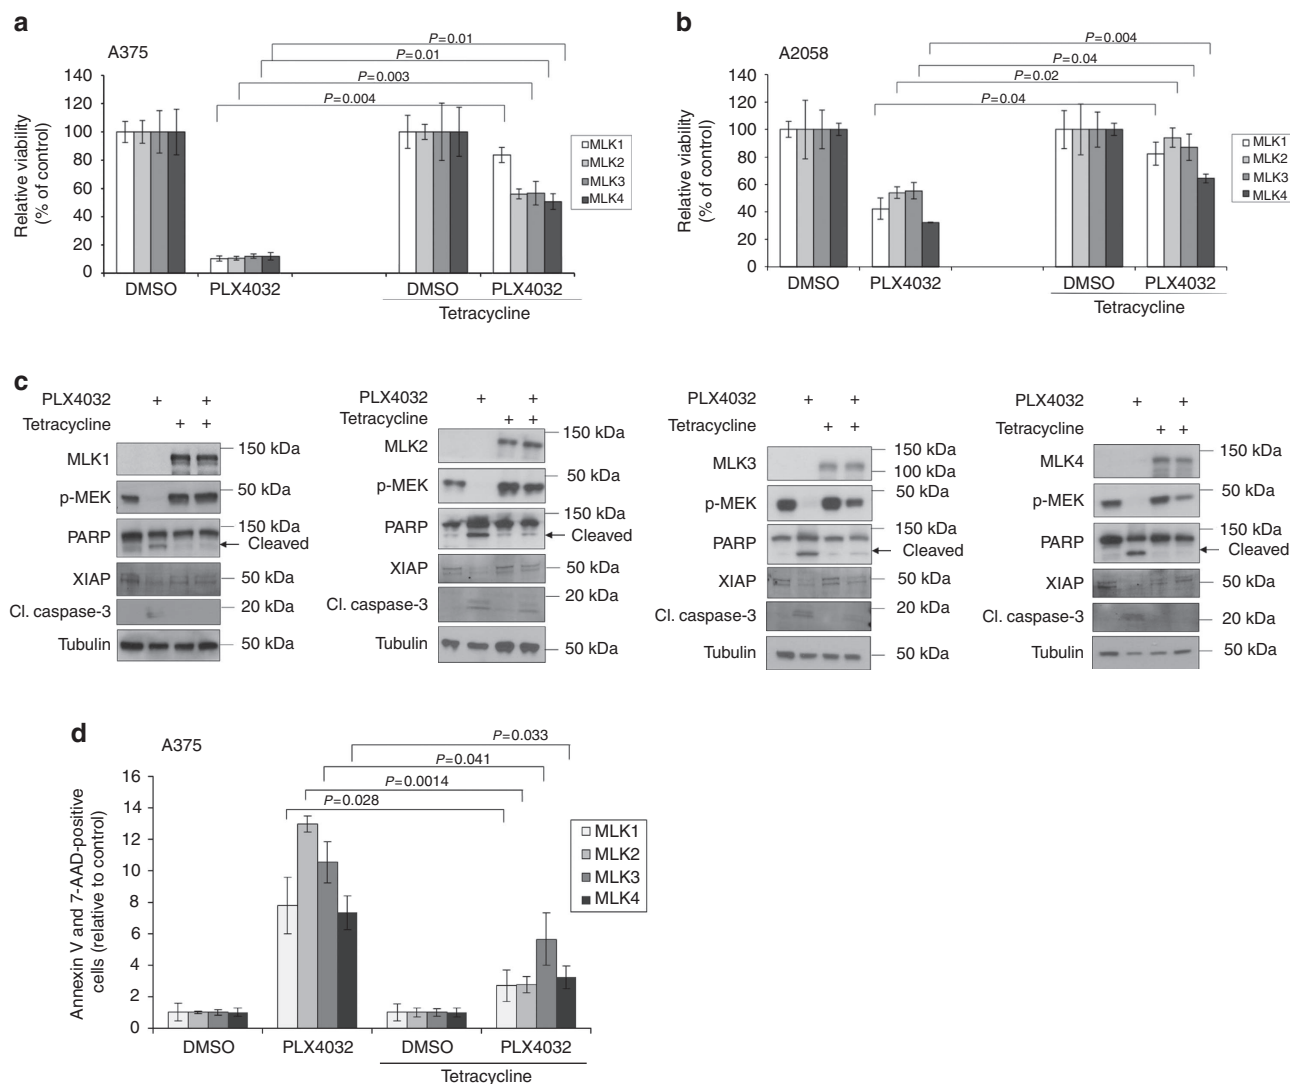 a
A375
P=0.01
P=0.01
P=0.003
P=0.004
Relative viability
(% of control)
140
120
100
80
60
40
20
0
DMSO
PLX4032
DMSO
PLX4032
Tetracycline
MLK1
MLK2
MLK3
MLK4
b
A2058
P=0.004
P=0.04
P=0.02
P=0.04
Relative viability
(% of control)
140
120
100
80
60
40
20
0
DMSO
PLX4032
DMSO
PLX4032
Tetracycline
MLK1
MLK2
MLK3
MLK4
c
PLX4032 + +
Tetracycline + +
MLK1 150 kDa
p-MEK 50 kDa
PARP 150 kDa
Cleaved
XIAP 50 kDa
Cl. caspase-3 20 kDa
Tubulin 50 kDa
PLX4032 + +
Tetracycline + +
MLK2 150 kDa
p-MEK 50 kDa
PARP 150 kDa
Cleaved
XIAP 50 kDa
Cl. caspase-3 20 kDa
Tubulin 50 kDa
PLX4032 + +
Tetracycline + +
MLK3 150 kDa
100 kDa
p-MEK 50 kDa
PARP 150 kDa
Cleaved
XIAP 50 kDa
Cl. caspase-3 20 kDa
Tubulin 50 kDa
PLX4032 + +
Tetracycline + +
MLK4 150 kDa
p-MEK 50 kDa
PARP 150 kDa
Cleaved
XIAP 50 kDa
Cl. caspase-3 20 kDa
Tubulin 50 kDa
d
A375
P=0.033
P=0.041
P=0.0014
P=0.028
Annexin V and 7-AAD-positive
cells (relative to control)
16
14
12
10
8
6
4
2
0
DMSO
PLX4032
DMSO
PLX4032
Tetracycline
MLK1
MLK2
MLK3
MLK4